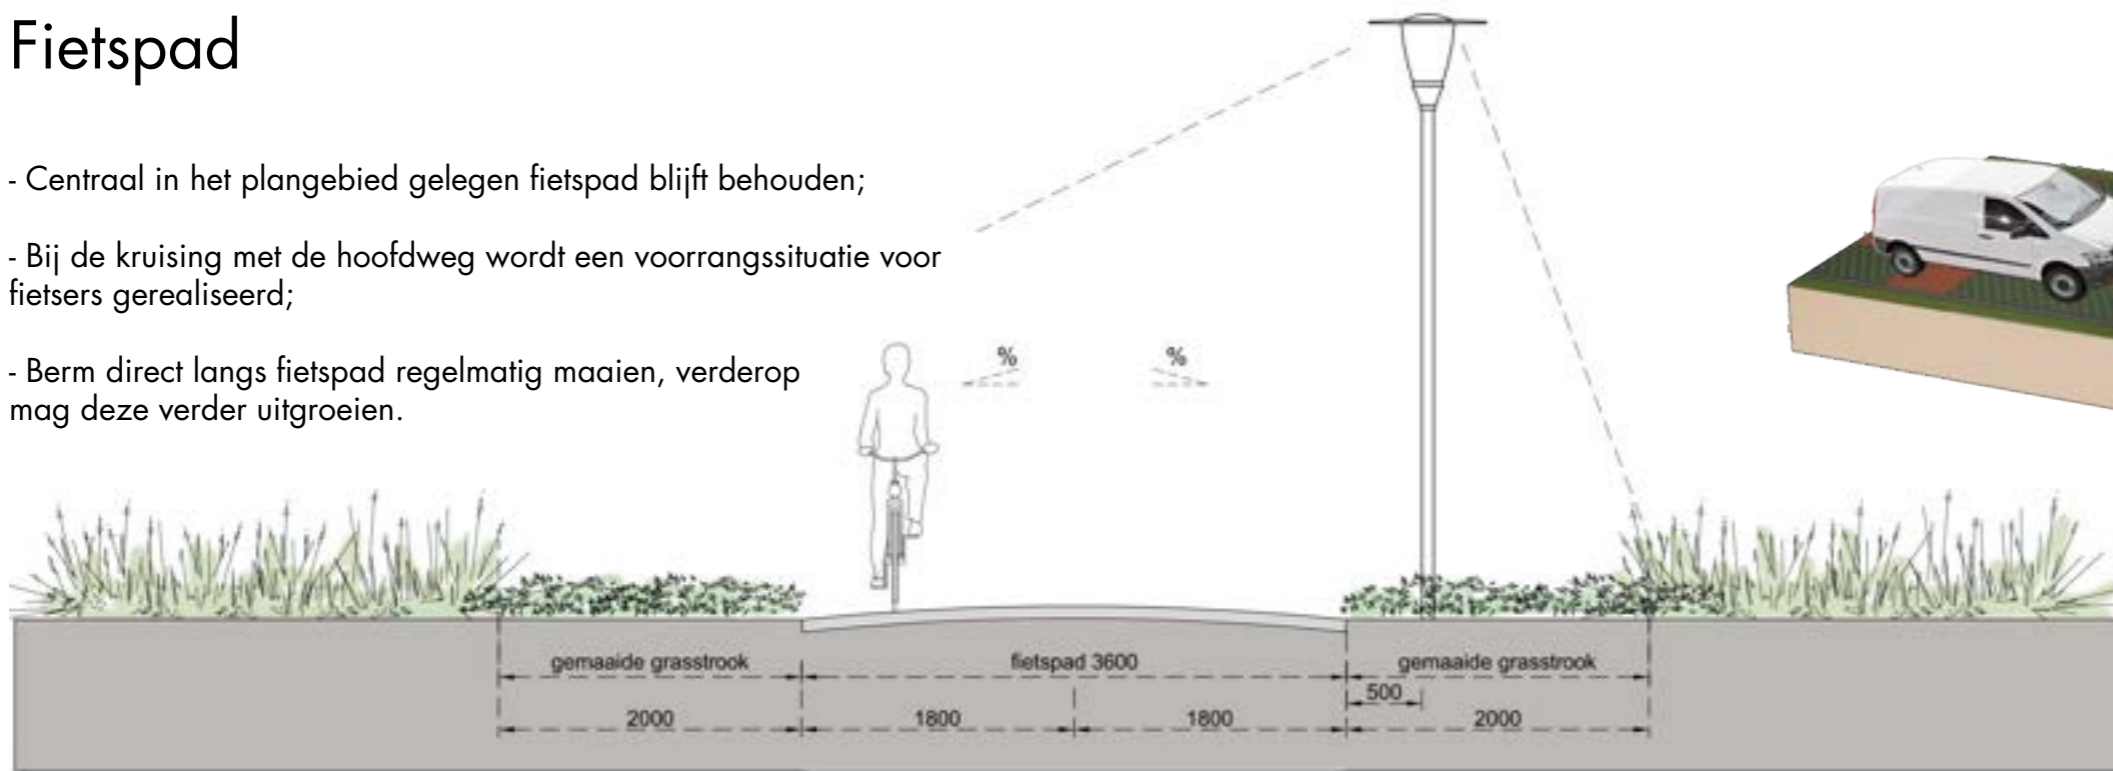 Fietspad
- Centraal in het plangebied gelegen fietspad blijft behouden;
- Bij de kruising met de hoofdweg wordt een voorrangssituatie voor
fietsers gerealiseerd;
- Berm direct langs fietspad regelmatig maaien, verderop
mag deze verder uitgroeien.
% %
gemaaide grasstrook fietspad 3600 gemaaide grasstrook
500
2000 1800 1800 2000